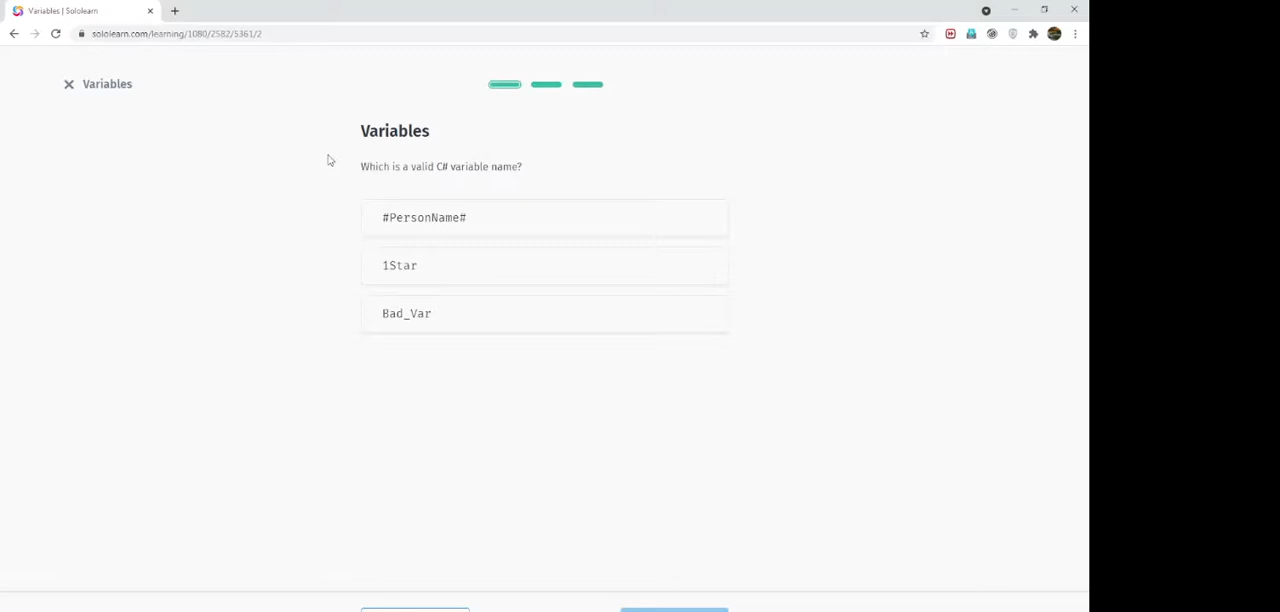 Variables | Sololearn
sololearn.com/learning/1080/2582/5361/2
Variables
Variables
Which is a valid C# variable name?
#PersonName#
1Star
Bad_Var